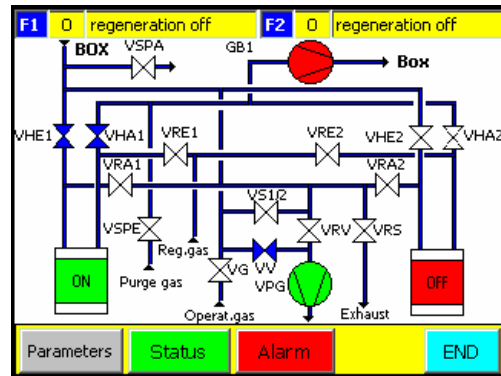 F1 0 regeneration off F2 0 regeneration off
BOX VSPA GB1 Box
VHE1 VHA1 VRE1 VRE2 VHE2 VHA2
VRA1 VRA2
VS1/2
VSPE VRV VRS
Reg.gas VG VV
ON Purge gas VPG OFF
Operat.gas Exhaust
Parameters Status Alarm END